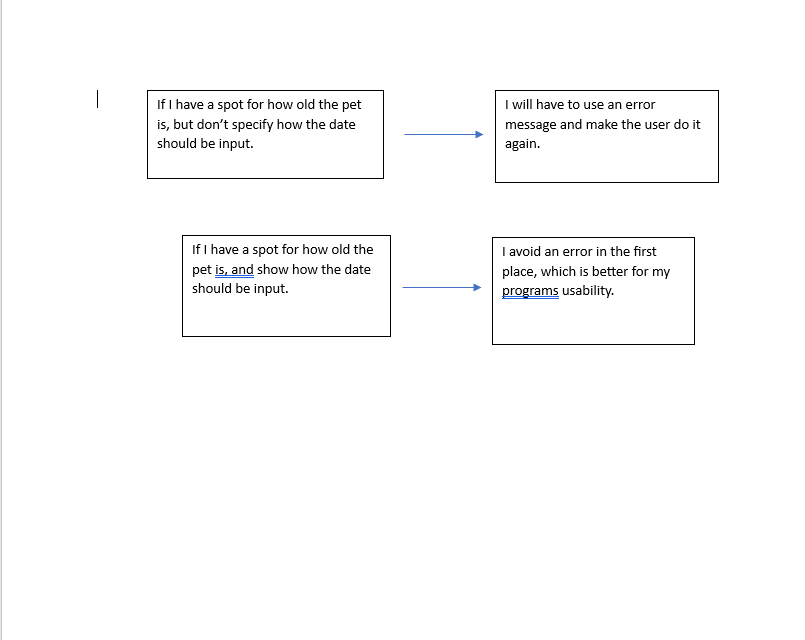 If I have a spot for how old the pet
is, but don't specify how the date
should be input.
I will have to use an error
message and make the user do it
again.
If I have a spot for how old the
pet is, and show how the date
should be input.
I avoid an error in the first
place, which is better for my
programs usability.